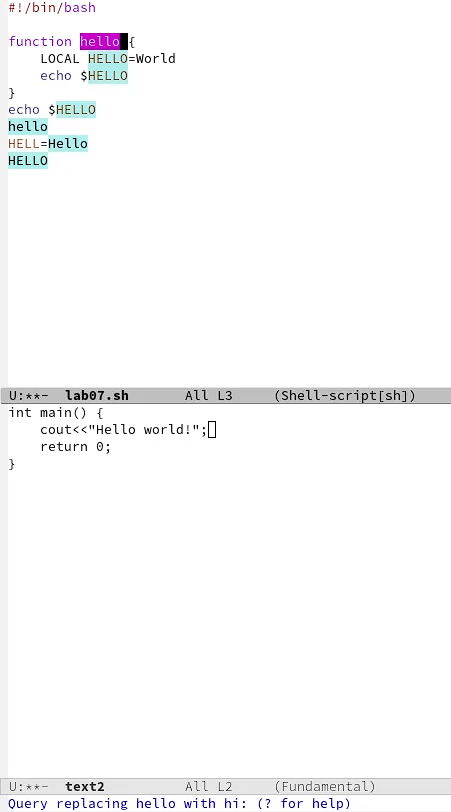 #!/bin/bash
function hello {
    LOCAL HELLO=World
    echo $HELLO
}
echo $HELLO
hello
HELL=Hello
HELLO
U:**-  lab07.sh       All L3     (Shell-script[sh])
int main() {
    cout<<"Hello world!";
    return 0;
}
U:**-  text2          All L2     (Fundamental)
Query replacing hello with hi: (? for help)